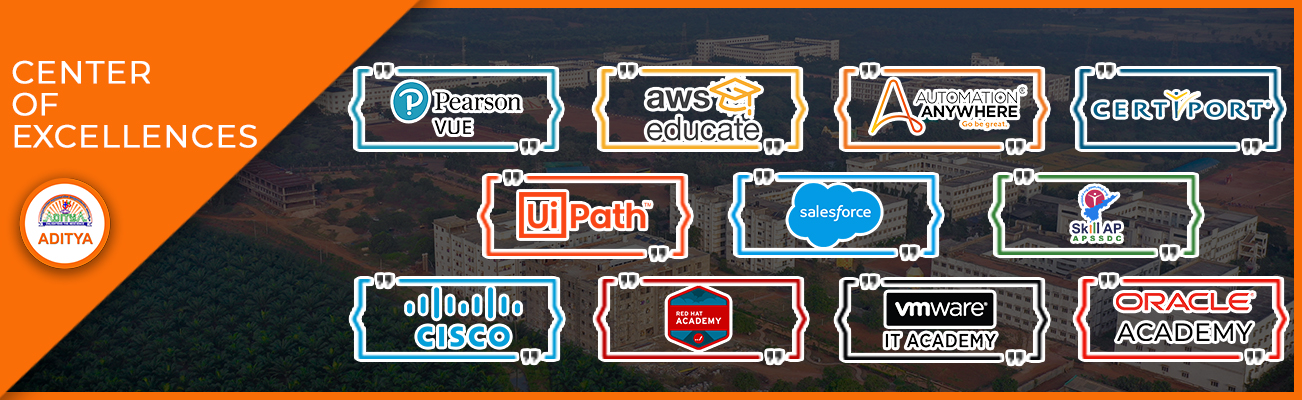 CENTER
OF
EXCELLENCES
ADITYA
ADITYA
Pearson
VUE
aws
educate
AUTOMATION
ANYWHERE
Go be great.
CERTIPORT®
UiPath™
salesforce
Skill AP
APSSDC
CISCO
RED HAT
ACADEMY
vmware®
IT ACADEMY
ORACLE®
ACADEMY